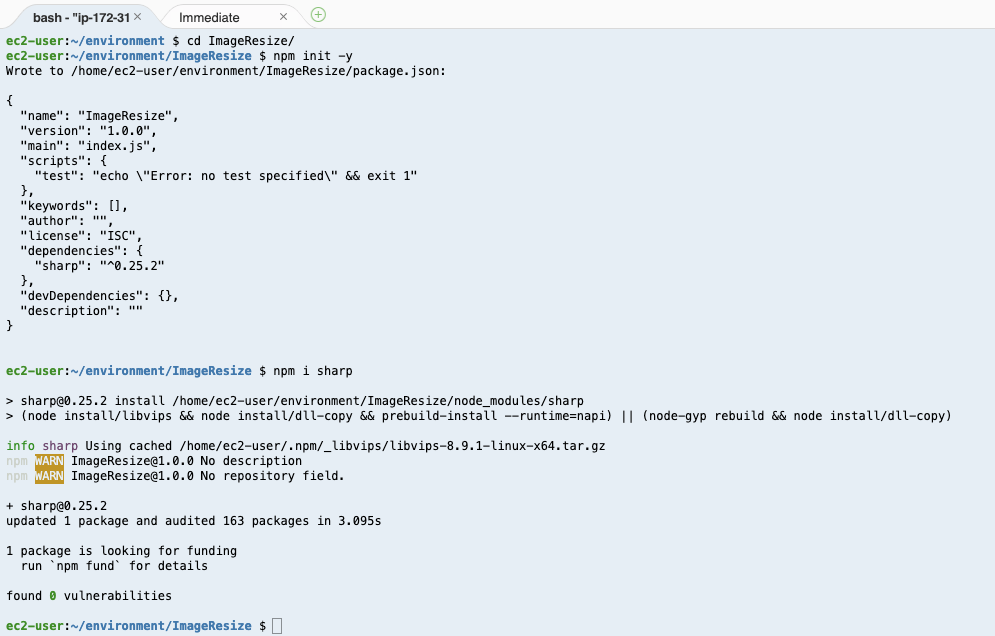 bash - "ip-172-31 ×
Immediate ×
ec2-user:~/environment $ cd ImageResize/
ec2-user:~/environment/ImageResize $ npm init -y
Wrote to /home/ec2-user/environment/ImageResize/package.json:
{
  "name": "ImageResize",
  "version": "1.0.0",
  "main": "index.js",
  "scripts": {
    "test": "echo \"Error: no test specified\" && exit 1"
  },
  "keywords": [],
  "author": "",
  "license": "ISC",
  "dependencies": {
    "sharp": "^0.25.2"
  },
  "devDependencies": {},
  "description": ""
}
ec2-user:~/environment/ImageResize $ npm i sharp
> sharp@0.25.2 install /home/ec2-user/environment/ImageResize/node_modules/sharp
> (node install/libvips && node install/dll-copy && prebuild-install --runtime=napi) || (node-gyp rebuild && node install/dll-copy)
info sharp Using cached /home/ec2-user/.npm/_libvips/libvips-8.9.1-linux-x64.tar.gz
npm WARN ImageResize@1.0.0 No description
npm WARN ImageResize@1.0.0 No repository field.
+ sharp@0.25.2
updated 1 package and audited 163 packages in 3.095s
1 package is looking for funding
  run `npm fund` for details
found 0 vulnerabilities
ec2-user:~/environment/ImageResize $